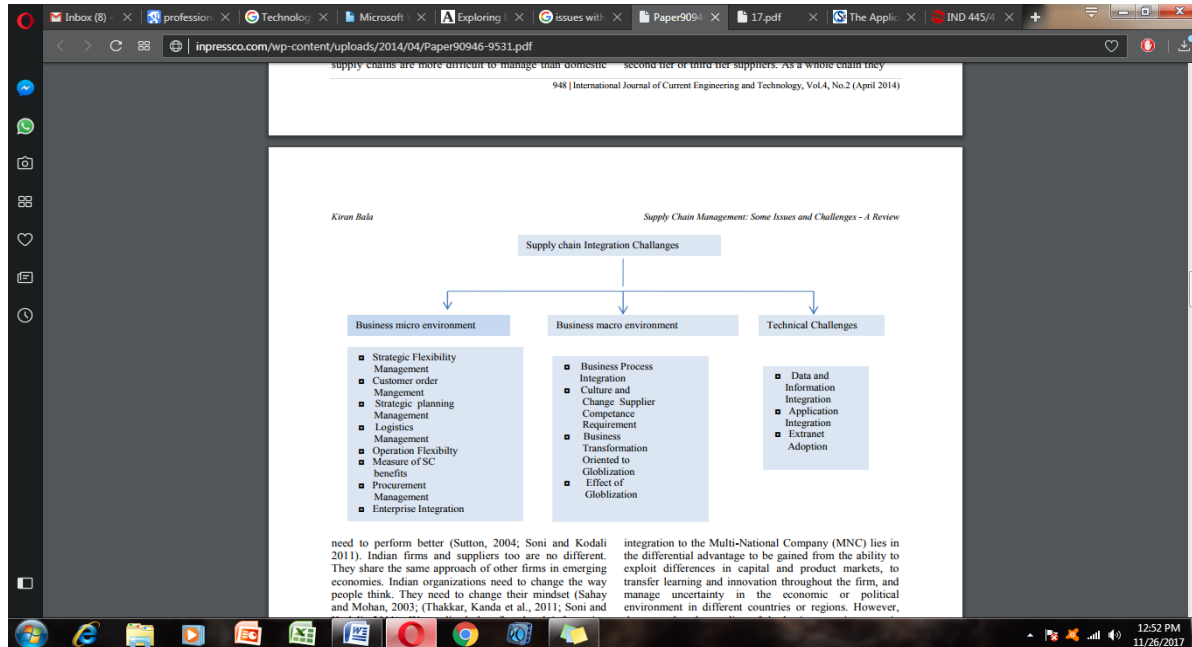 Inbox (8) -
profession
Technolog
Microsoft \
Exploring E
issues with
Paper9094
17.pdf
The Applic
IND 445/4
inpressco.com/wp-content/uploads/2014/04/Paper90946-9531.pdf
supply chains are more difficult to manage than domestic
second tier or third tier suppliers. As a whole chain they
948 | International Journal of Current Engineering and Technology, Vol.4, No.2 (April 2014)
Kiran Bala
Supply Chain Management: Some Issues and Challenges - A Review
Supply chain Integration Challanges
Business micro environment
Strategic Flexibility
Management
Customer order
Mangement
Strategic planning
Management
Logistics
Management
Operation Flexibilty
Measure of SC
benefits
Procurement
Management
Enterprise Integration
Business macro environment
Business Process
Integration
Culture and
Change Supplier
Competance
Requirement
Business
Transformation
Oriented to
Globlization
Effect of
Globlization
Technical Challenges
Data and
Information
Integration
Application
Integration
Extranet
Adoption
need to perform better (Sutton, 2004; Soni and Kodali
2011). Indian firms and suppliers too are no different.
They share the same approach of other firms in emerging
economies. Indian organizations need to change the way
people think. They need to change their mindset (Sahay
and Mohan, 2003; (Thakkar, Kanda et al., 2011; Soni and
integration to the Multi-National Company (MNC) lies in
the differential advantage to be gained from the ability to
exploit differences in capital and product markets, to
transfer learning and innovation throughout the firm, and
manage uncertainty in the economic or political
environment in different countries or regions. However,
12:52 PM
11/26/2017